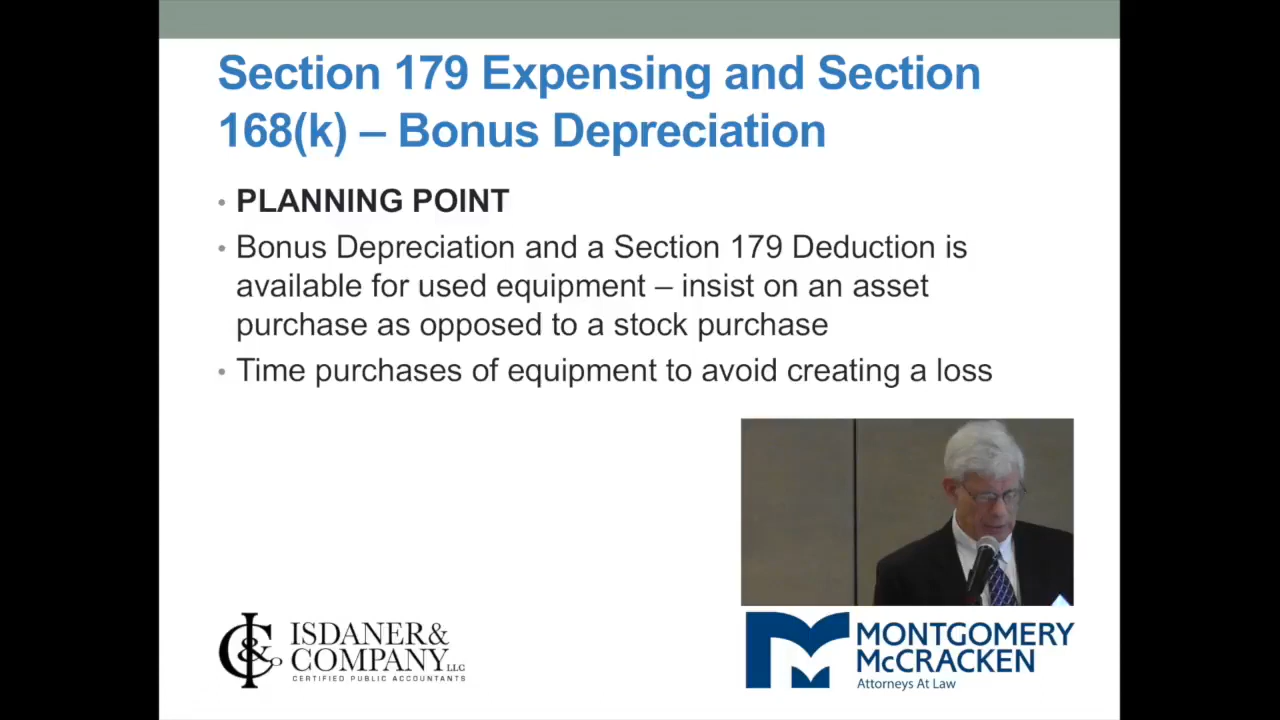 Section 179 Expensing and Section
168(k) – Bonus Depreciation
• PLANNING POINT
• Bonus Depreciation and a Section 179 Deduction is
available for used equipment – insist on an asset
purchase as opposed to a stock purchase
• Time purchases of equipment to avoid creating a loss
IC&
ISDANER&
COMPANY LLC
CERTIFIED PUBLIC ACCOUNTANTS
M
MONTGOMERY
McCRACKEN
Attorneys At Law